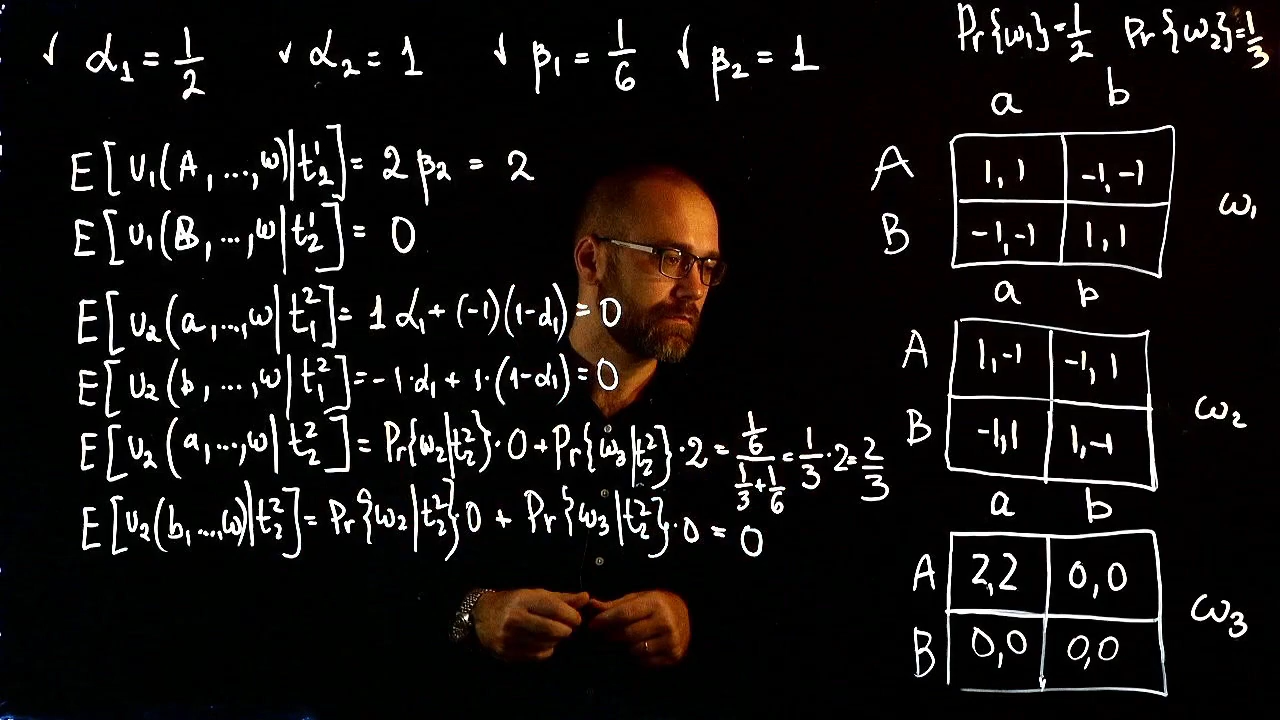 ✓ α₁ = 1/2 ✓ α₂ = 1 ✓ β₁ = 1/6 ✓ β₂ = 1
Pr{ω₁}=1/2 Pr{ω₂}=1/3
E[U₁(A,...,ω)|t₂¹] = 2β₂ = 2
E[U₁(B,...,ω|t₂¹] = 0
E[U₂(a,...,ω|t₁²] = 1α₁+(-1)(1-α₁) = 0
E[U₂(b,...,ω|t₁²] = -1·α₁+1·(1-α₁) = 0
E[U₂(a,...,ω|t₂²] = Pr{ω₂|t₂²}·0+Pr{ω₃|t₂²}·2 = (1/6)/(1/3+1/6) = 1/3·2 = 2/3
E[U₂(b,...,ω)|t₂²] = Pr{ω₂|t₂²}·0 + Pr{ω₃|t₂²}·0 = 0
a b
A 1,1 -1,-1
B -1,-1 1,1
ω₁
a b
A 1,-1 -1,1
B -1,1 1,-1
ω₂
a b
A 2,2 0,0
B 0,0 0,0
ω₃